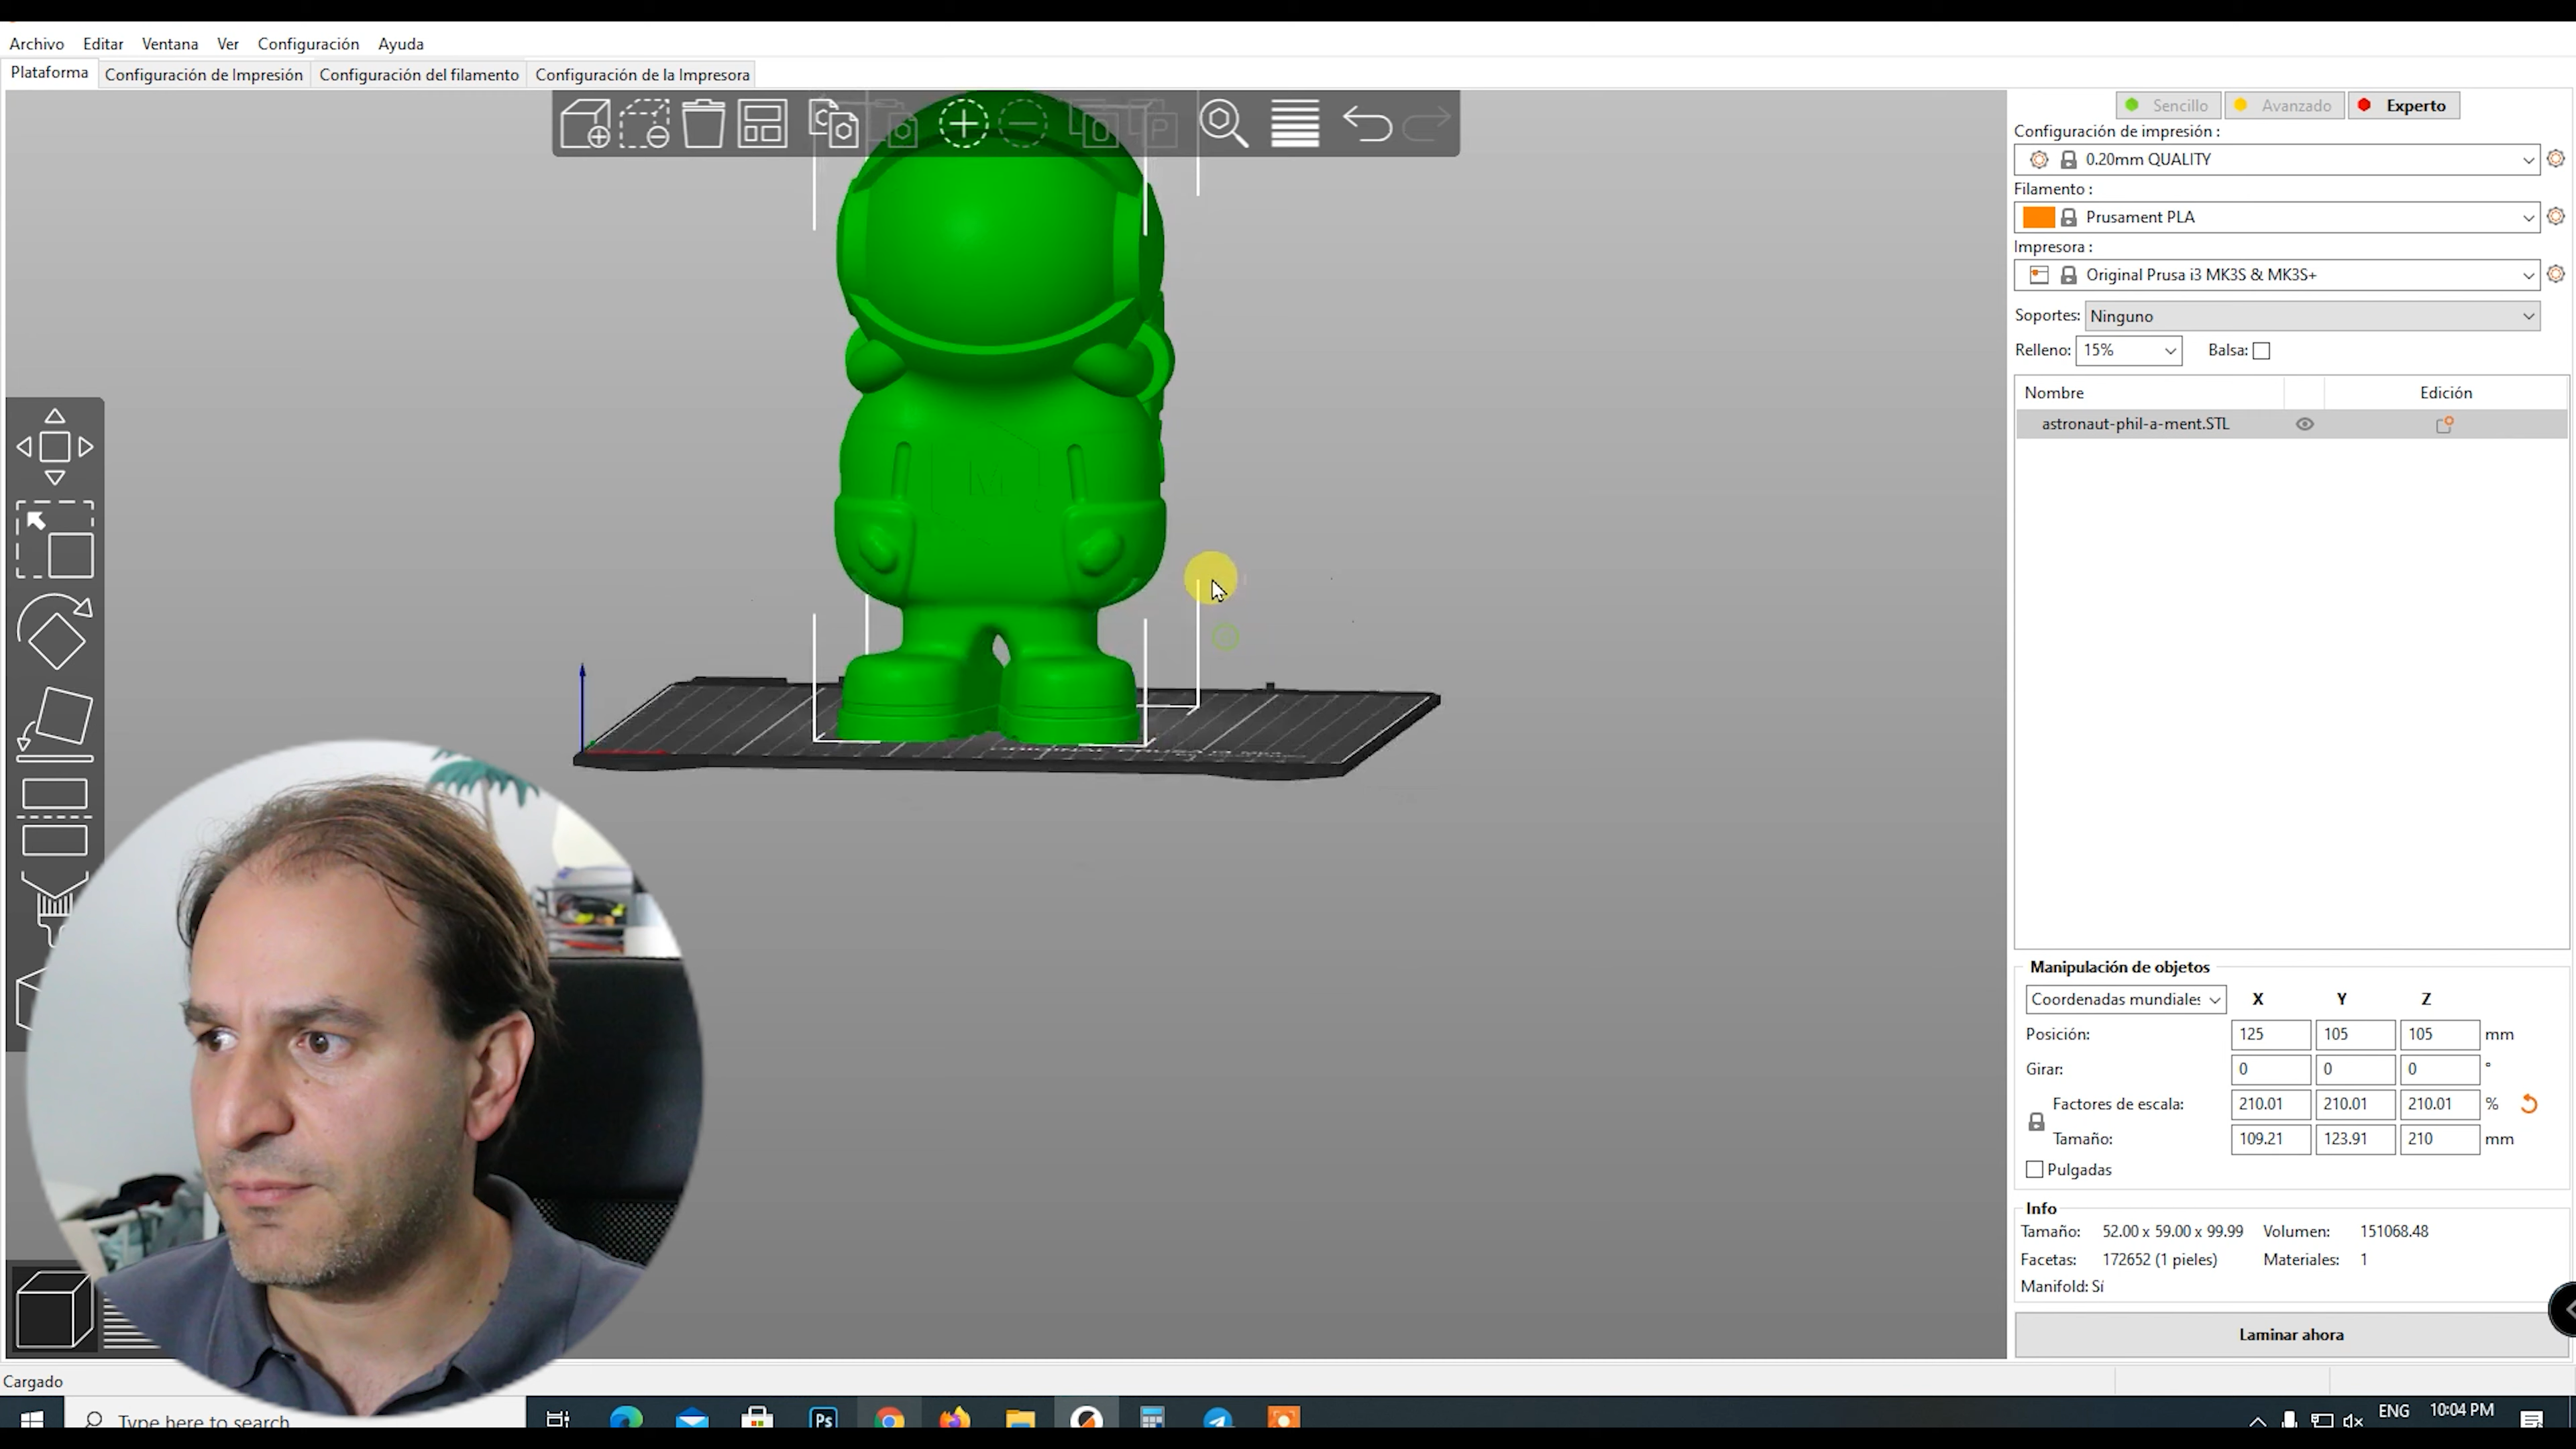 Archivo Editar Ventana Ver Configuración Ayuda
Plataforma Configuración de Impresión Configuración del filamento Configuración de la Impresora
Sencillo Avanzado Experto
Configuración de impresión :
0.20mm QUALITY
Filamento :
Prusament PLA
Impresora :
Original Prusa i3 MK3S & MK3S+
Soportes: Ninguno
Relleno: 15% Balsa:
Nombre Edición
astronaut-phil-a-ment.STL
M
Manipulación de objetos
Coordenadas mundiales X Y Z
Posición: 125 105 105 mm
Girar: 0 0 0 °
Factores de escala: 210.01 210.01 210.01 %
Tamaño: 109.21 123.91 210 mm
Pulgadas
Info
Tamaño: 52.00 x 59.00 x 99.99 Volumen: 151068.48
Facetas: 172652 (1 pieles) Materiales: 1
Manifold: Sí
Laminar ahora
Cargado
Type here to search
Ps
ENG 10:04 PM